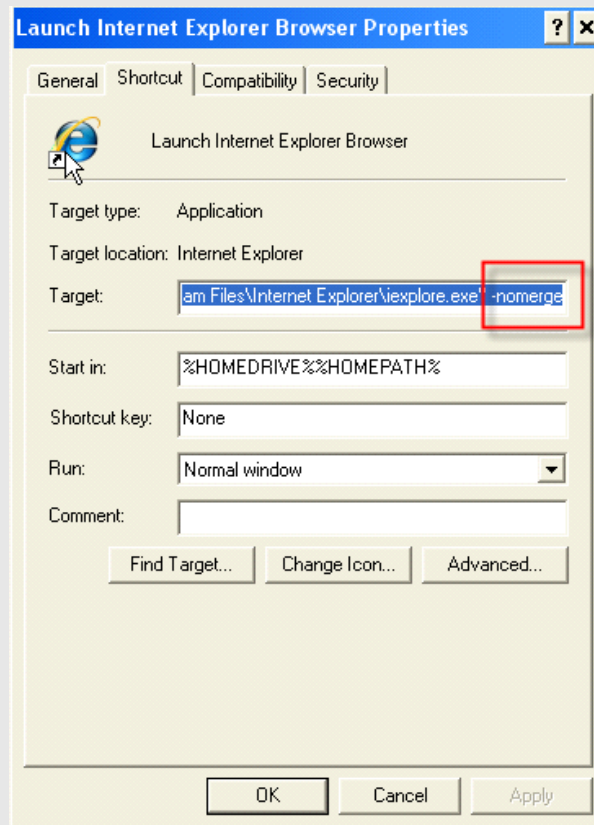 Launch Internet Explorer Browser Properties ? ×
General Shortcut Compatibility Security
Launch Internet Explorer Browser
Target type: Application
Target location: Internet Explorer
Target: am Files\Internet Explorer\iexplore.exe" -nomerge
Start in: %HOMEDRIVE%%HOMEPATH%
Shortcut key: None
Run: Normal window
Comment:
Find Target... Change Icon... Advanced...
OK Cancel Apply